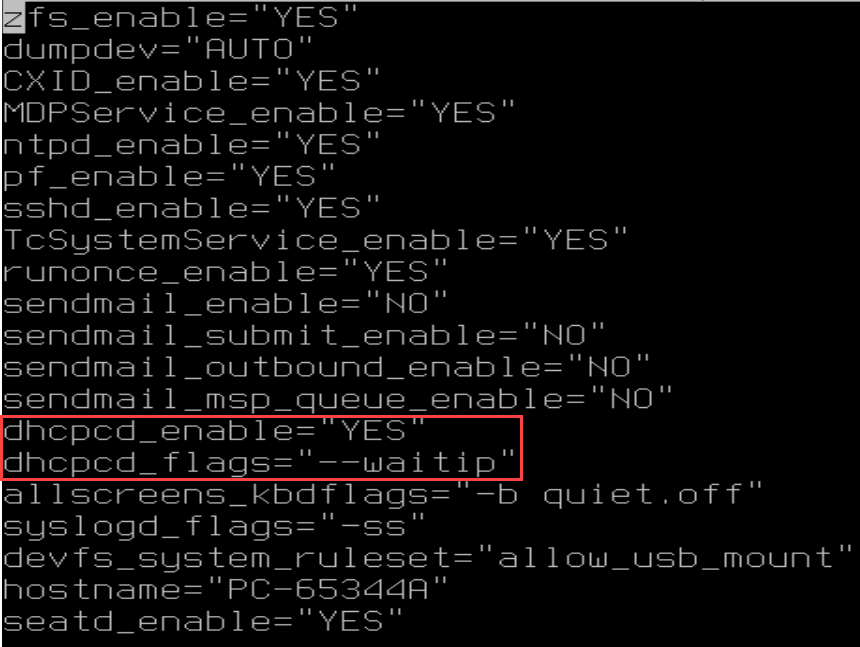 zfs_enable="YES"
dumpdev="AUTO"
CXID_enable="YES"
MDPService_enable="YES"
ntpd_enable="YES"
pf_enable="YES"
sshd_enable="YES"
TcSystemService_enable="YES"
runonce_enable="YES"
sendmail_enable="NO"
sendmail_submit_enable="NO"
sendmail_outbound_enable="NO"
sendmail_msp_queue_enable="NO"
dhcpcd_enable="YES"
dhcpcd_flags="--waitip"
allscreens_kbdflags="-b quiet.off"
syslogd_flags="-ss"
devfs_system_ruleset="allow_usb_mount"
hostname="PC-65344A"
seatd_enable="YES"